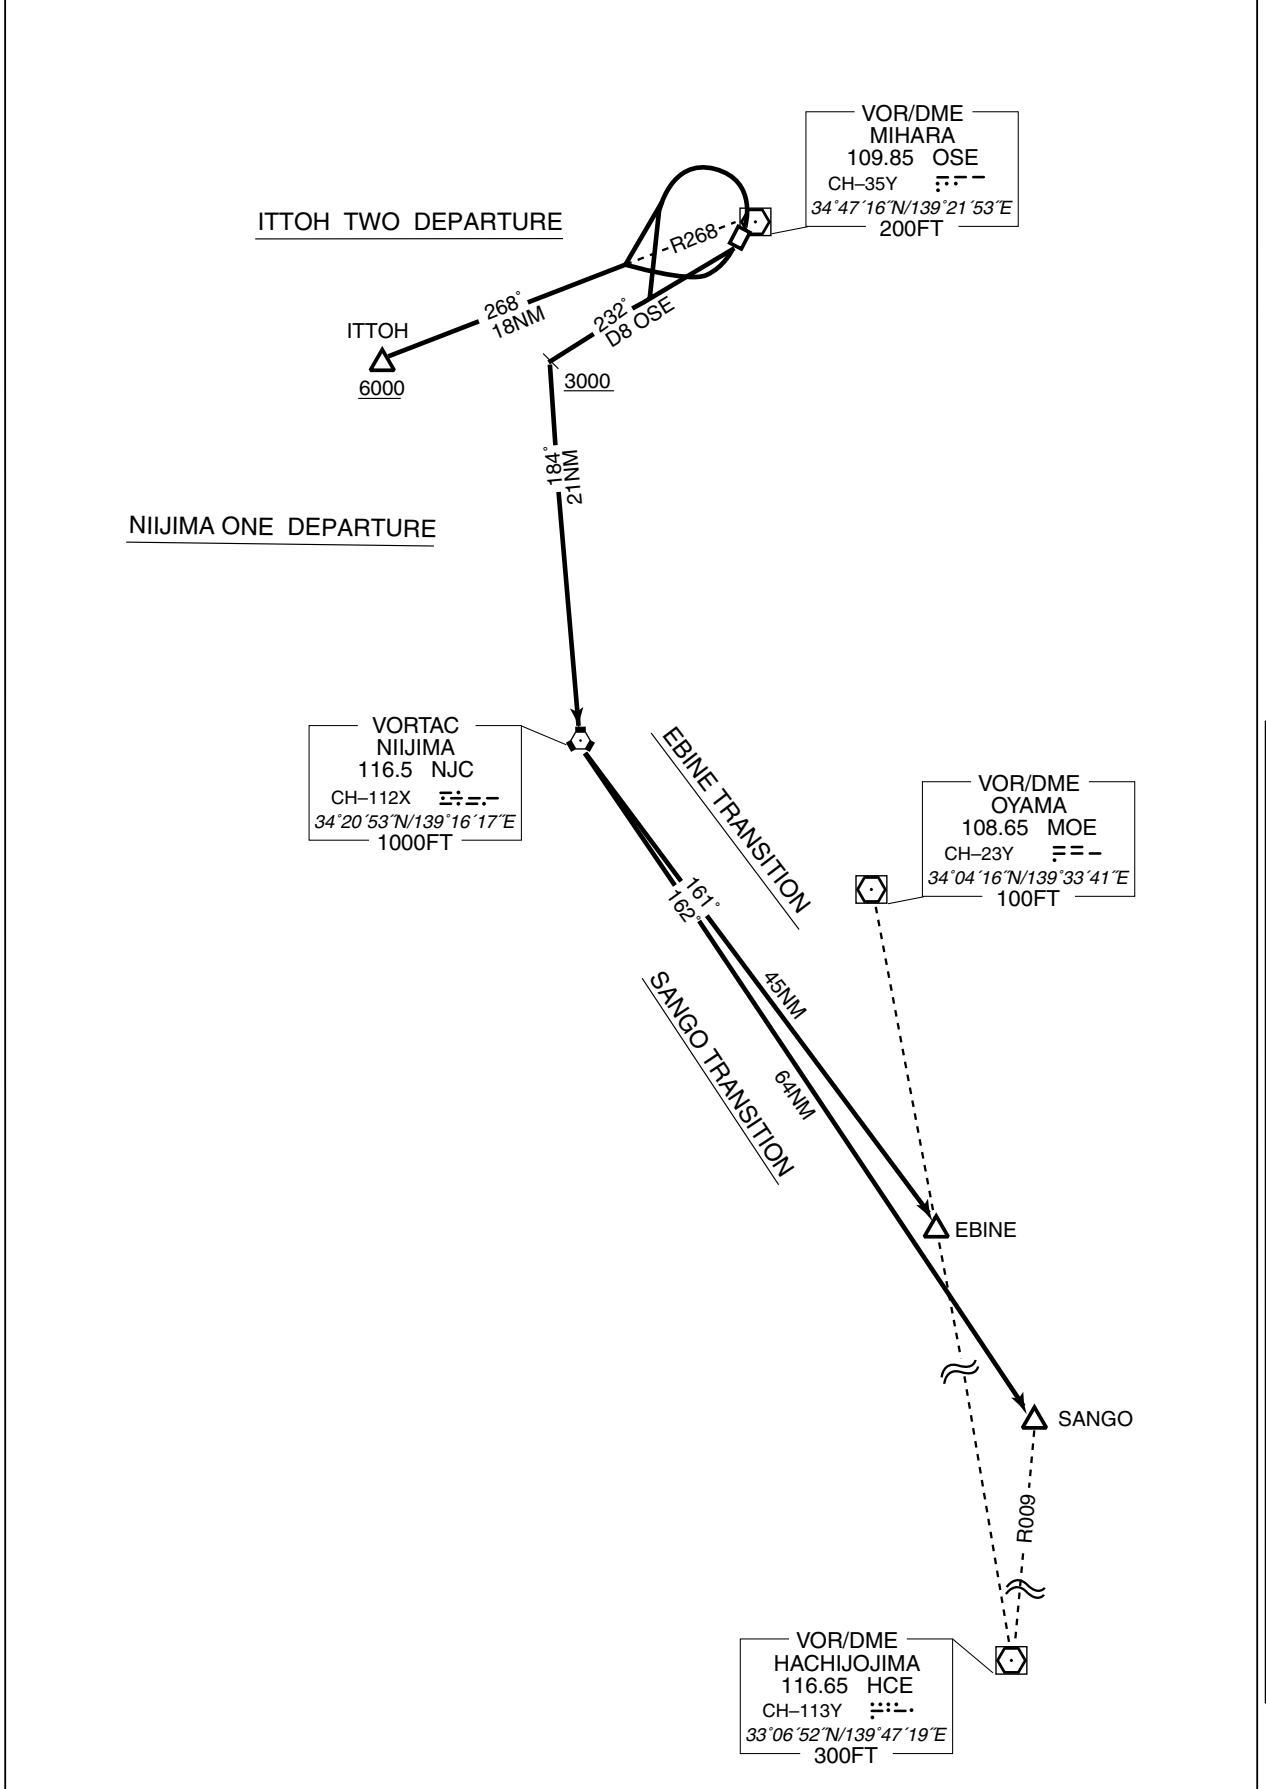 VOR/DME
MIHARA
109.85 OSE
CH–35Y
34°47´16˝N/139°21´53˝E
200FT
ITTOH TWO DEPARTURE
R268
268°
18NM
232°
D8 OSE
ITTOH
6000
3000
184°
21NM
NIIJIMA ONE DEPARTURE
VORTAC
NIIJIMA
116.5 NJC
CH–112X
34°20´53˝N/139°16´17˝E
1000FT
EBINE TRANSITION
VOR/DME
OYAMA
108.65 MOE
CH–23Y
34°04´16˝N/139°33´41˝E
100FT
161°
162°
45NM
SANGO TRANSITION
64NM
EBINE
SANGO
R009
VOR/DME
HACHIJOJIMA
116.65 HCE
CH–113Y
33°06´52˝N/139°47´19˝E
300FT